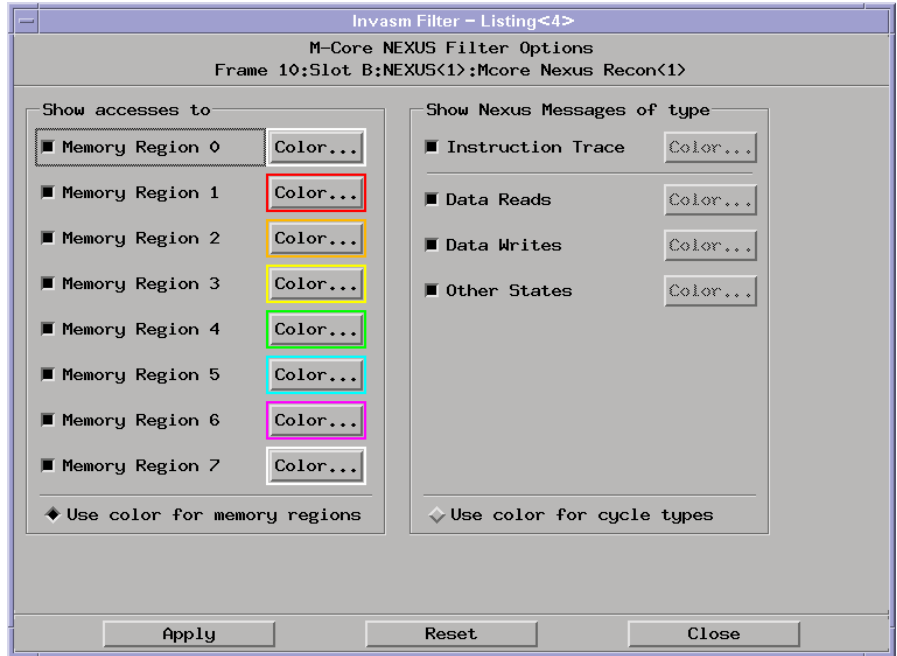 Invasm Filter - Listing<4>
M-Core NEXUS Filter Options
Frame 10:Slot B:NEXUS<1>:Mcore Nexus Recon<1>
Show accesses to
Memory Region 0 Color...
Memory Region 1 Color...
Memory Region 2 Color...
Memory Region 3 Color...
Memory Region 4 Color...
Memory Region 5 Color...
Memory Region 6 Color...
Memory Region 7 Color...
Use color for memory regions
Show Nexus Messages of type
Instruction Trace Color...
Data Reads Color...
Data Writes Color...
Other States Color...
Use color for cycle types
Apply Reset Close